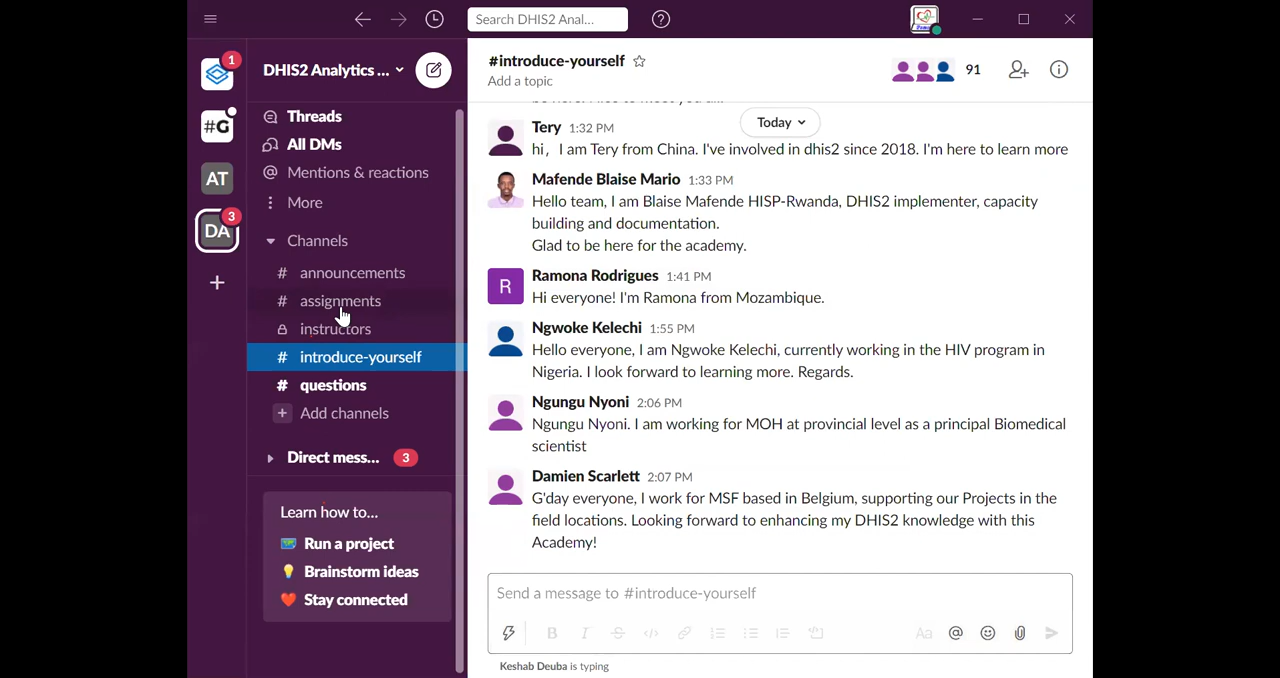 Search DHIS2 Anal...
1
#G
AT
3
DA
DHIS2 Analytics ...
Threads
All DMs
@ Mentions & reactions
More
Channels
# announcements
# assignments
instructors
# introduce-yourself
# questions
+ Add channels
Direct mess... 3
Learn how to...
Run a project
Brainstorm ideas
Stay connected
#introduce-yourself
Add a topic
91
Today
Tery 1:32 PM
hi, I am Tery from China. I've involved in dhis2 since 2018. I'm here to learn more
Mafende Blaise Mario 1:33 PM
Hello team, I am Blaise Mafende HISP-Rwanda, DHIS2 implementer, capacity
building and documentation.
Glad to be here for the academy.
R
Ramona Rodrigues 1:41 PM
Hi everyone! I'm Ramona from Mozambique.
Ngwoke Kelechi 1:55 PM
Hello everyone, I am Ngwoke Kelechi, currently working in the HIV program in
Nigeria. I look forward to learning more. Regards.
Ngungu Nyoni 2:06 PM
Ngungu Nyoni. I am working for MOH at provincial level as a principal Biomedical
scientist
Damien Scarlett 2:07 PM
G'day everyone, I work for MSF based in Belgium, supporting our Projects in the
field locations. Looking forward to enhancing my DHIS2 knowledge with this
Academy!
Send a message to #introduce-yourself
B I S Aa @
Keshab Deuba is typing